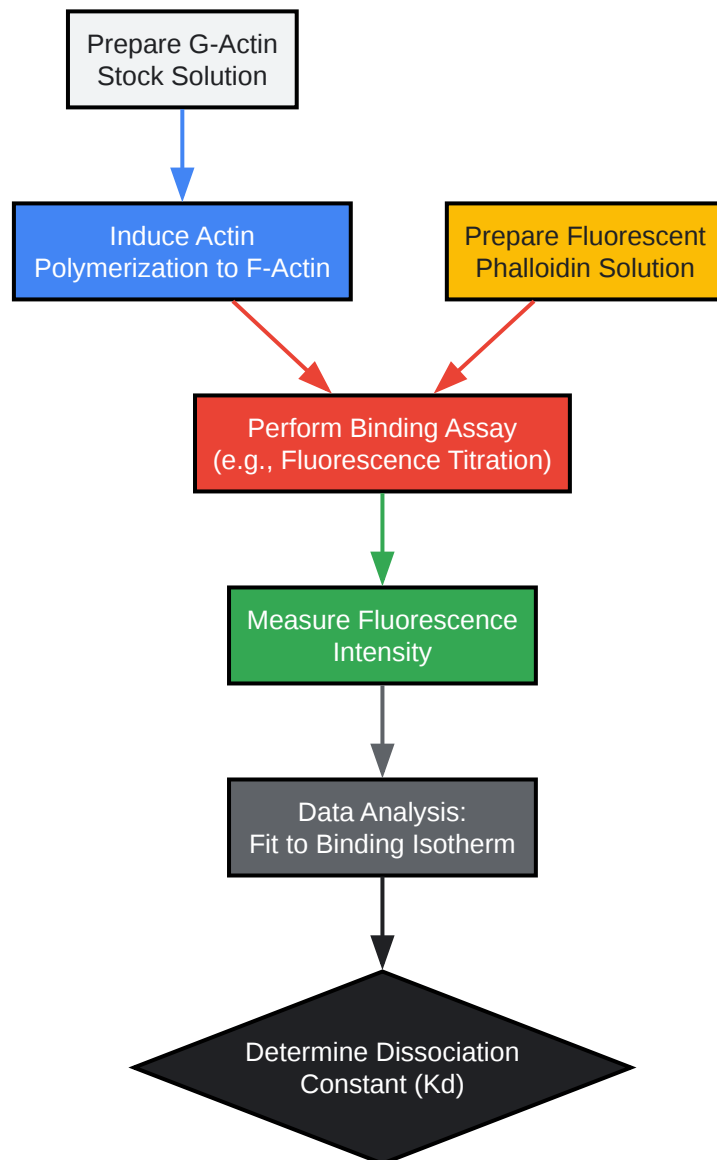 Prepare G-Actin
Stock Solution
Induce Actin
Polymerization to F-Actin
Prepare Fluorescent
Phalloidin Solution
Perform Binding Assay
(e.g., Fluorescence Titration)
Measure Fluorescence
Intensity
Data Analysis:
Fit to Binding Isotherm
Determine Dissociation
Constant (Kd)